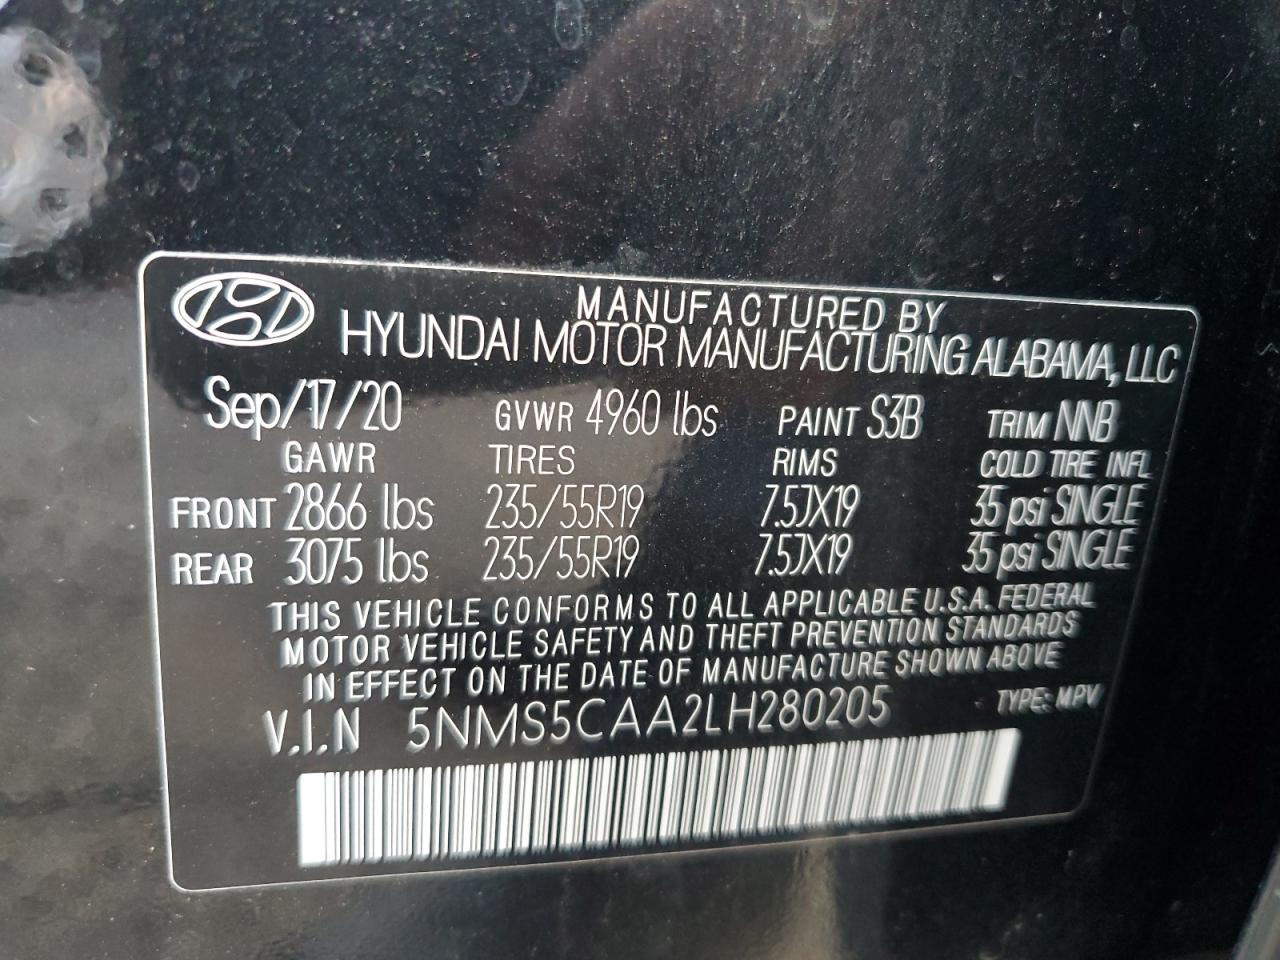 MANUFACTURED BY
HYUNDAI MOTOR MANUFACTURING ALABAMA, LLC
Sep/17/20 GVWR 4960 lbs PAINT S3B TRIM NNB
GAWR TIRES RIMS COLD TIRE INFL
FRONT 2866 lbs 235/55R19 7.5JX19 35 psi SINGLE
REAR 3075 lbs 235/55R19 7.5JX19 35 psi SINGLE
THIS VEHICLE CONFORMS TO ALL APPLICABLE U.S.A. FEDERAL
MOTOR VEHICLE SAFETY AND THEFT PREVENTION STANDARDS
IN EFFECT ON THE DATE OF MANUFACTURE SHOWN ABOVE
V.I.N 5NMS5CAA2LH280205 TYPE: MPV